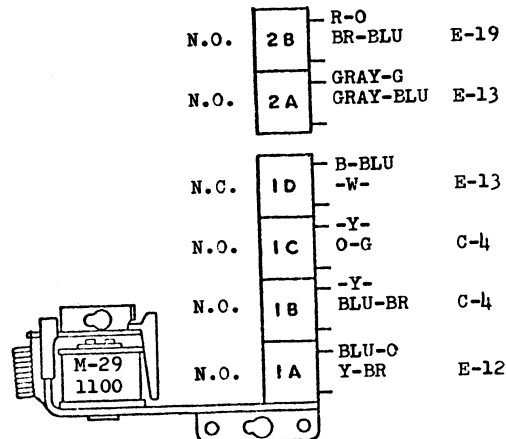 R-O
N.O. 2B BR-BLU E-19
GRAY-G
N.O. 2A GRAY-BLU E-13
B-BLU
N.C. 1D -W- E-13
-Y-
N.O. 1C O-G C-4
-Y-
N.O. 1B BLU-BR C-4
BLU-O
N.O. 1A Y-BR E-12
M-29
1100